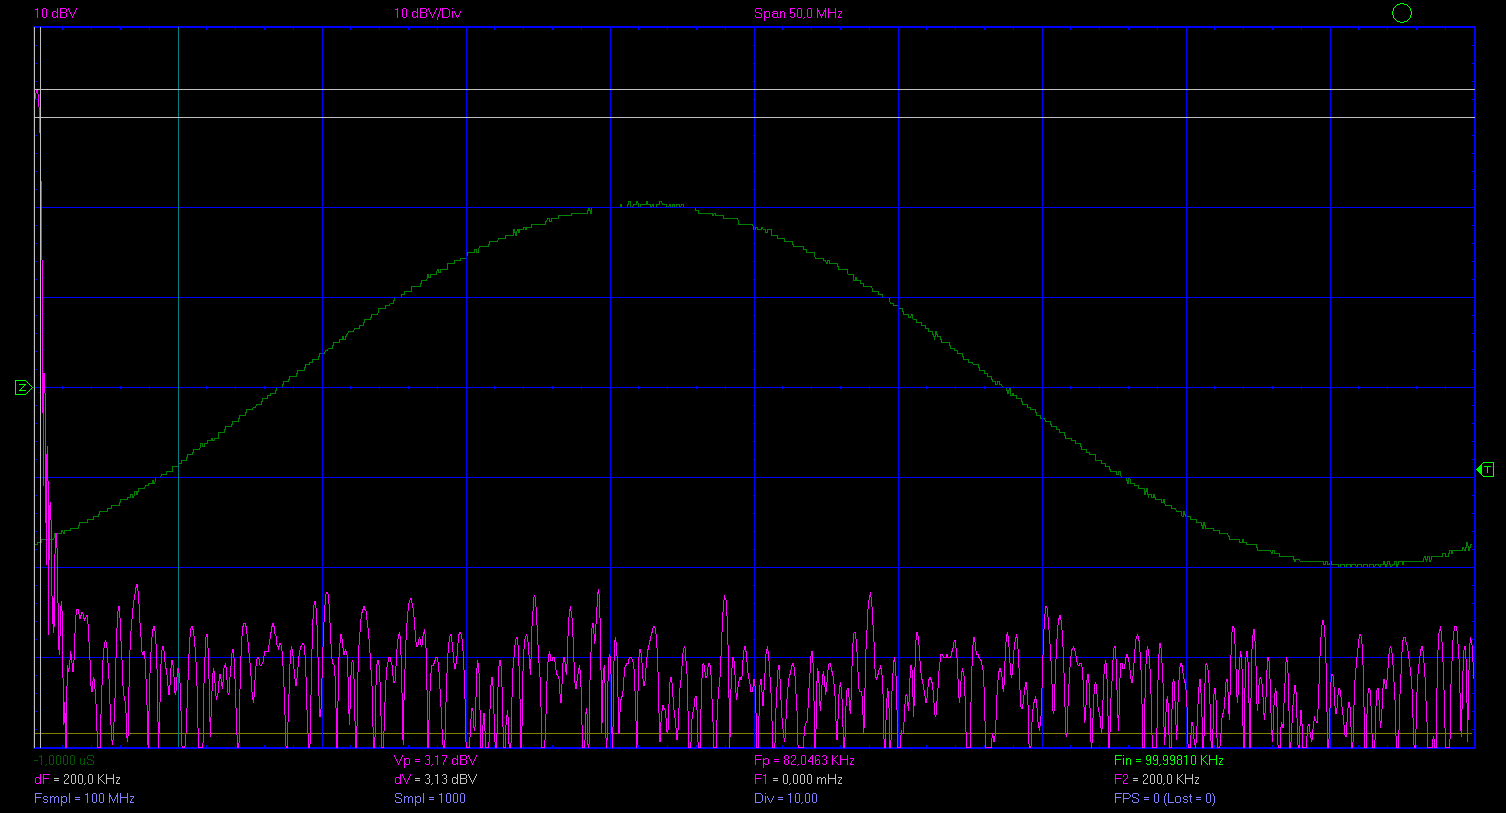 10 dBV 10 dBV/Div Span 50,0 MHz
Z
T
-1,0000 uS Vp = 3,17 dBV Fp = 82,0463 KHz Fin = 99,99810 KHz
dF = 200,0 KHz dV = 3,13 dBV F1 = 0,000 mHz F2 = 200,0 KHz
Fsmpl = 100 MHz Smpl = 1000 Div = 10,00 FPS = 0 (Lost = 0)